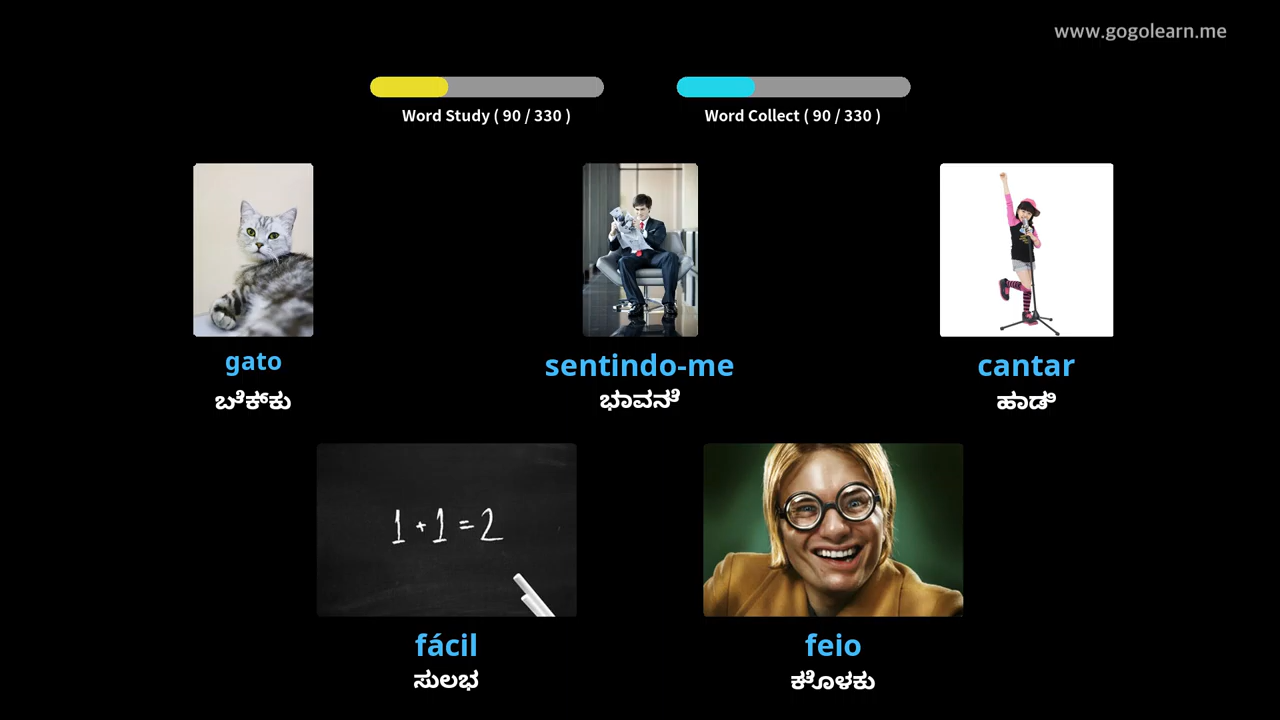 www.gogolearn.me
Word Study ( 90 / 330 )
Word Collect ( 90 / 330 )
gato
ಬೆಕ್ಕು
sentindo-me
ಭಾವನೆ
cantar
ಹಾಡಿ
1 + 1 = 2
fácil
ಸುಲಭ
feio
ಕೊಳಕು